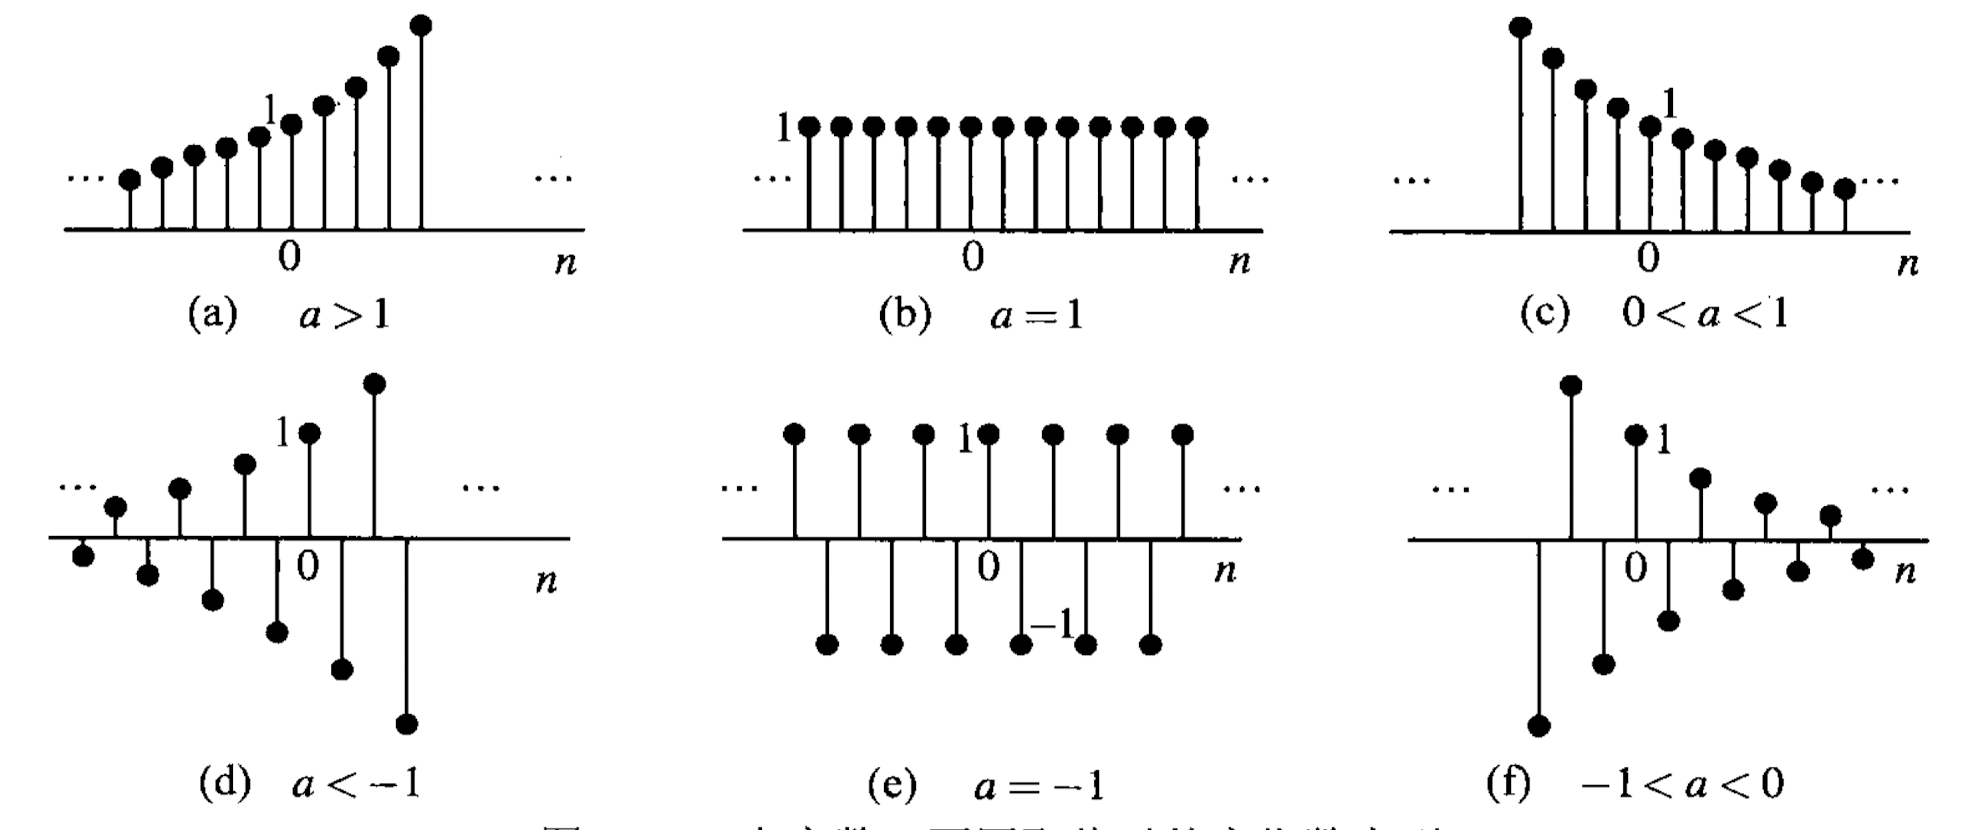 1
... ...
0 n
(a) a > 1
1
... ...
0 n
(b) a = 1
1
... ...
0 n
(c) 0 < a < 1
1
... ...
0 n
(d) a < −1
1
... ...
0 n
−1
(e) a = −1
1
... ...
0 n
(f) −1 < a < 0